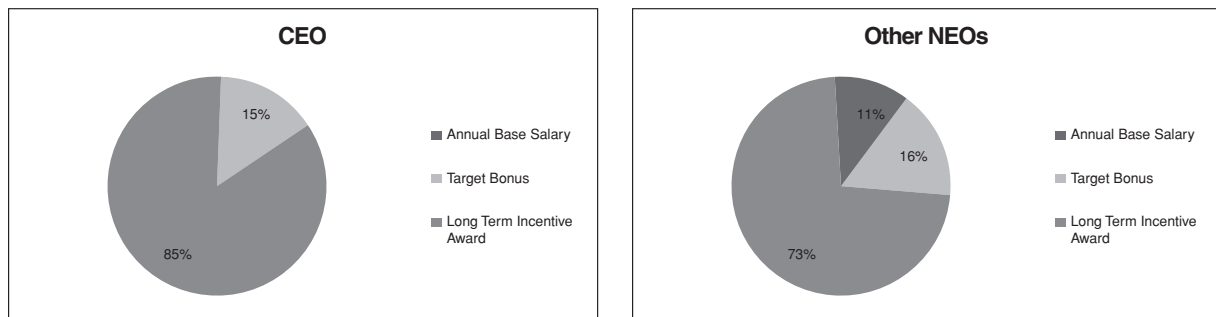 CEO
15%
85%
Annual Base Salary
Target Bonus
Long Term Incentive
Award
Other NEOs
11%
16%
73%
Annual Base Salary
Target Bonus
Long Term Incentive
Award